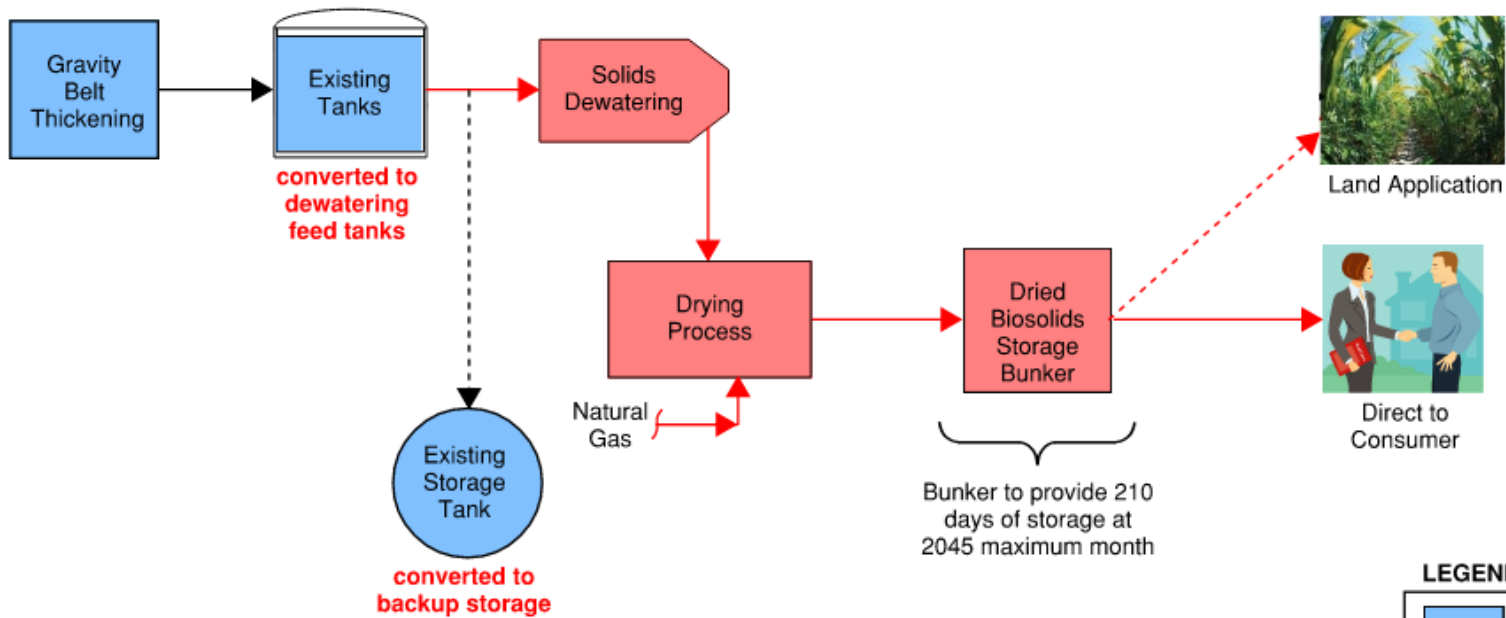 Gravity
Belt
Thickening
Existing
Tanks
converted to
dewatering
feed tanks
Solids
Dewatering
Existing
Storage
Tank
converted to
backup storage
Drying
Process
Natural
Gas
Dried
Biosolids
Storage
Bunker
Bunker to provide 210
days of storage at
2045 maximum month
Land Application
Direct to
Consumer